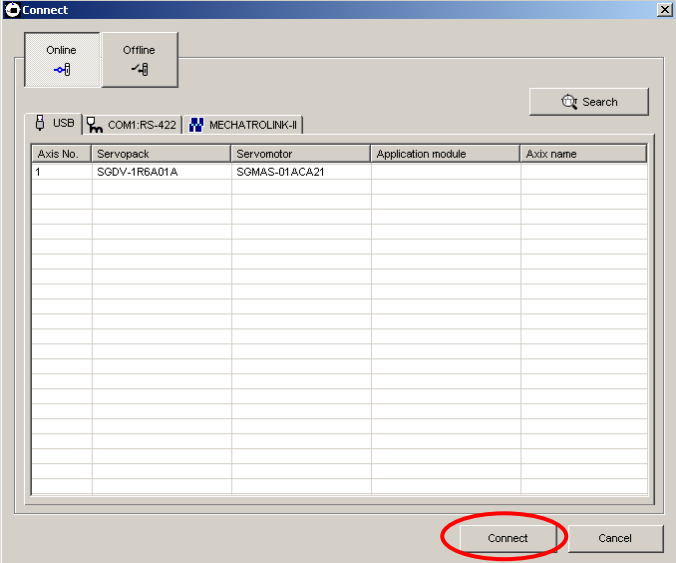 Connect
Online Offline
Search
USB COM1:RS-422 MECHATROLINK-II
Axis No. Servopack Servomotor Application module Axix name
1 SGDV-1R6A01A SGMAS-01ACA21
Connect Cancel